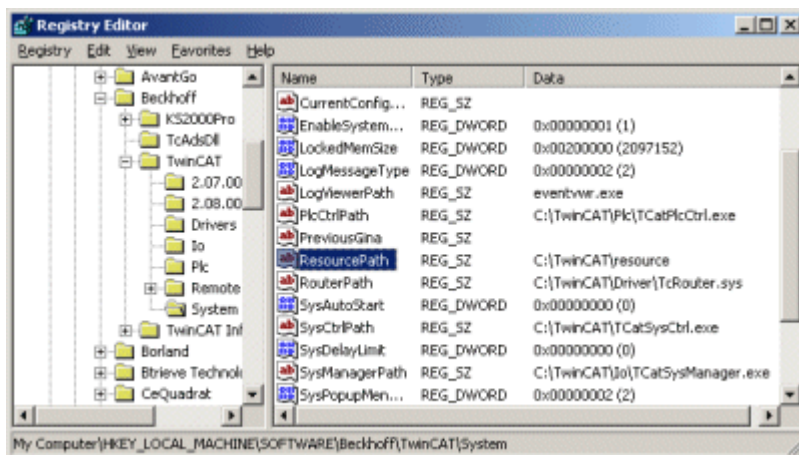 Registry Editor
Registry Edit View Favorites Help
AvantGo
Beckhoff
KS2000Pro
TcAdsDll
TwinCAT
2.07.00
2.08.00
Drivers
Io
Plc
Remote
System
TwinCAT Inf
Borland
Btrieve Technol
CeQuadrat
Name Type Data
CurrentConfig... REG_SZ
EnableSystem... REG_DWORD 0x00000001 (1)
LockedMemSize REG_DWORD 0x00200000 (2097152)
LogMessageType REG_DWORD 0x00000002 (2)
LogViewerPath REG_SZ eventvwr.exe
PlcCtrlPath REG_SZ C:\TwinCAT\Plc\TCatPlcCtrl.exe
PreviousGina REG_SZ
ResourcePath REG_SZ C:\TwinCAT\resource
RouterPath REG_SZ C:\TwinCAT\Driver\TcRouter.sys
SysAutoStart REG_DWORD 0x00000000 (0)
SysCtrlPath REG_SZ C:\TwinCAT\TCatSysCtrl.exe
SysDelayLimit REG_DWORD 0x00000000 (0)
SysManagerPath REG_SZ C:\TwinCAT\Io\TCatSysManager.exe
SysPopupMen... REG_DWORD 0x00000002 (2)
My Computer\HKEY_LOCAL_MACHINE\SOFTWARE\Beckhoff\TwinCAT\System